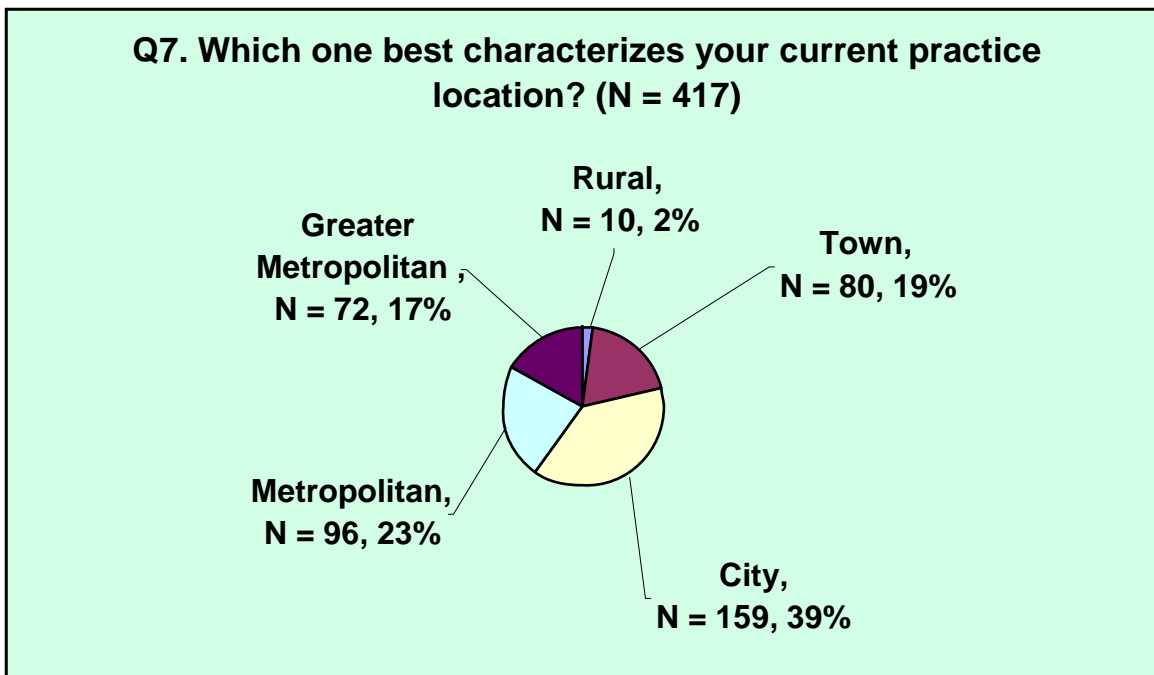 Q7. Which one best characterizes your current practice
location? (N = 417)
Rural,
N = 10, 2%
Greater
Metropolitan ,
N = 72, 17%
Town,
N = 80, 19%
Metropolitan,
N = 96, 23%
City,
N = 159, 39%